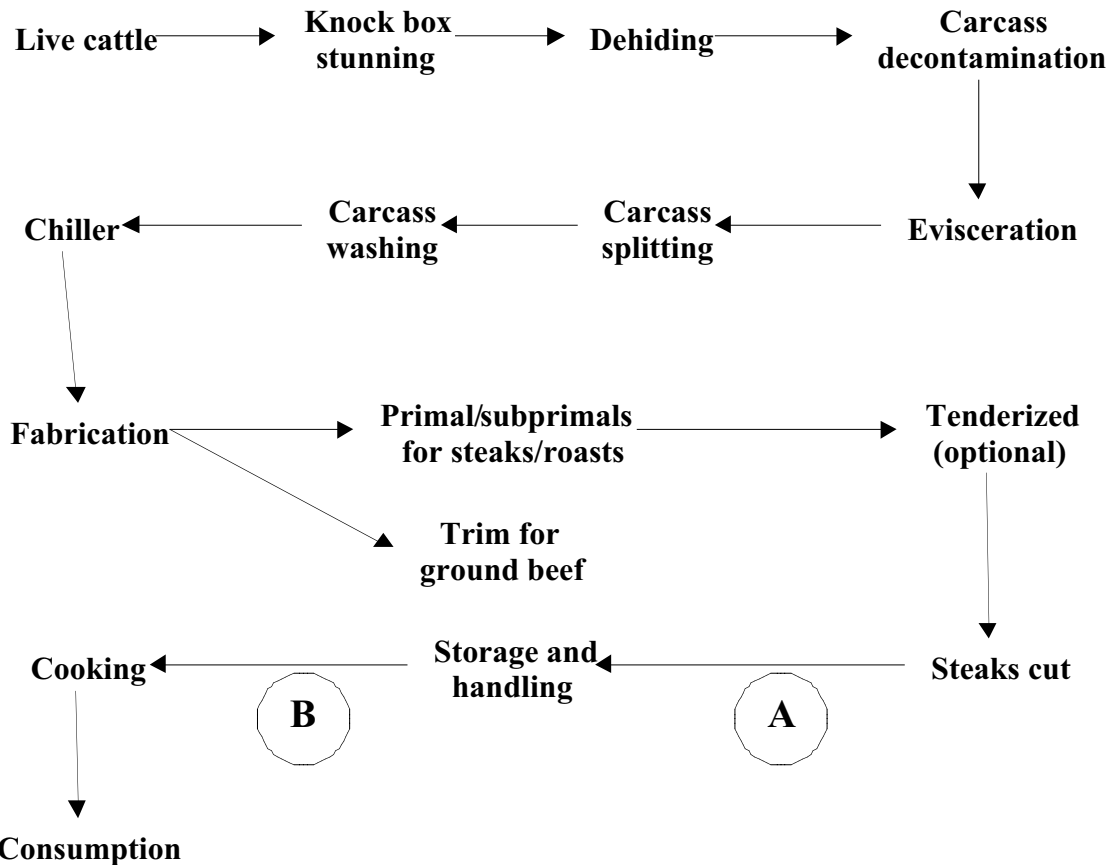 Live cattle
Knock box
stunning
Dehiding
Carcass
decontamination
Chiller
Carcass
washing
Carcass
splitting
Evisceration
Fabrication
Primal/subprimals
for steaks/roasts
Tenderized
(optional)
Trim for
ground beef
Cooking
Storage and
handling
Steaks cut
B
A
Consumption